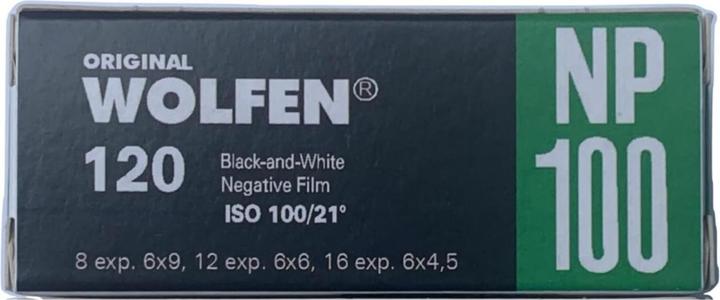 ORIGINAL
WOLFEN®
120
Black-and-White
Negative Film
ISO 100/21°
8 exp. 6x9, 12 exp. 6x6, 16 exp. 6x4,5
NP
100